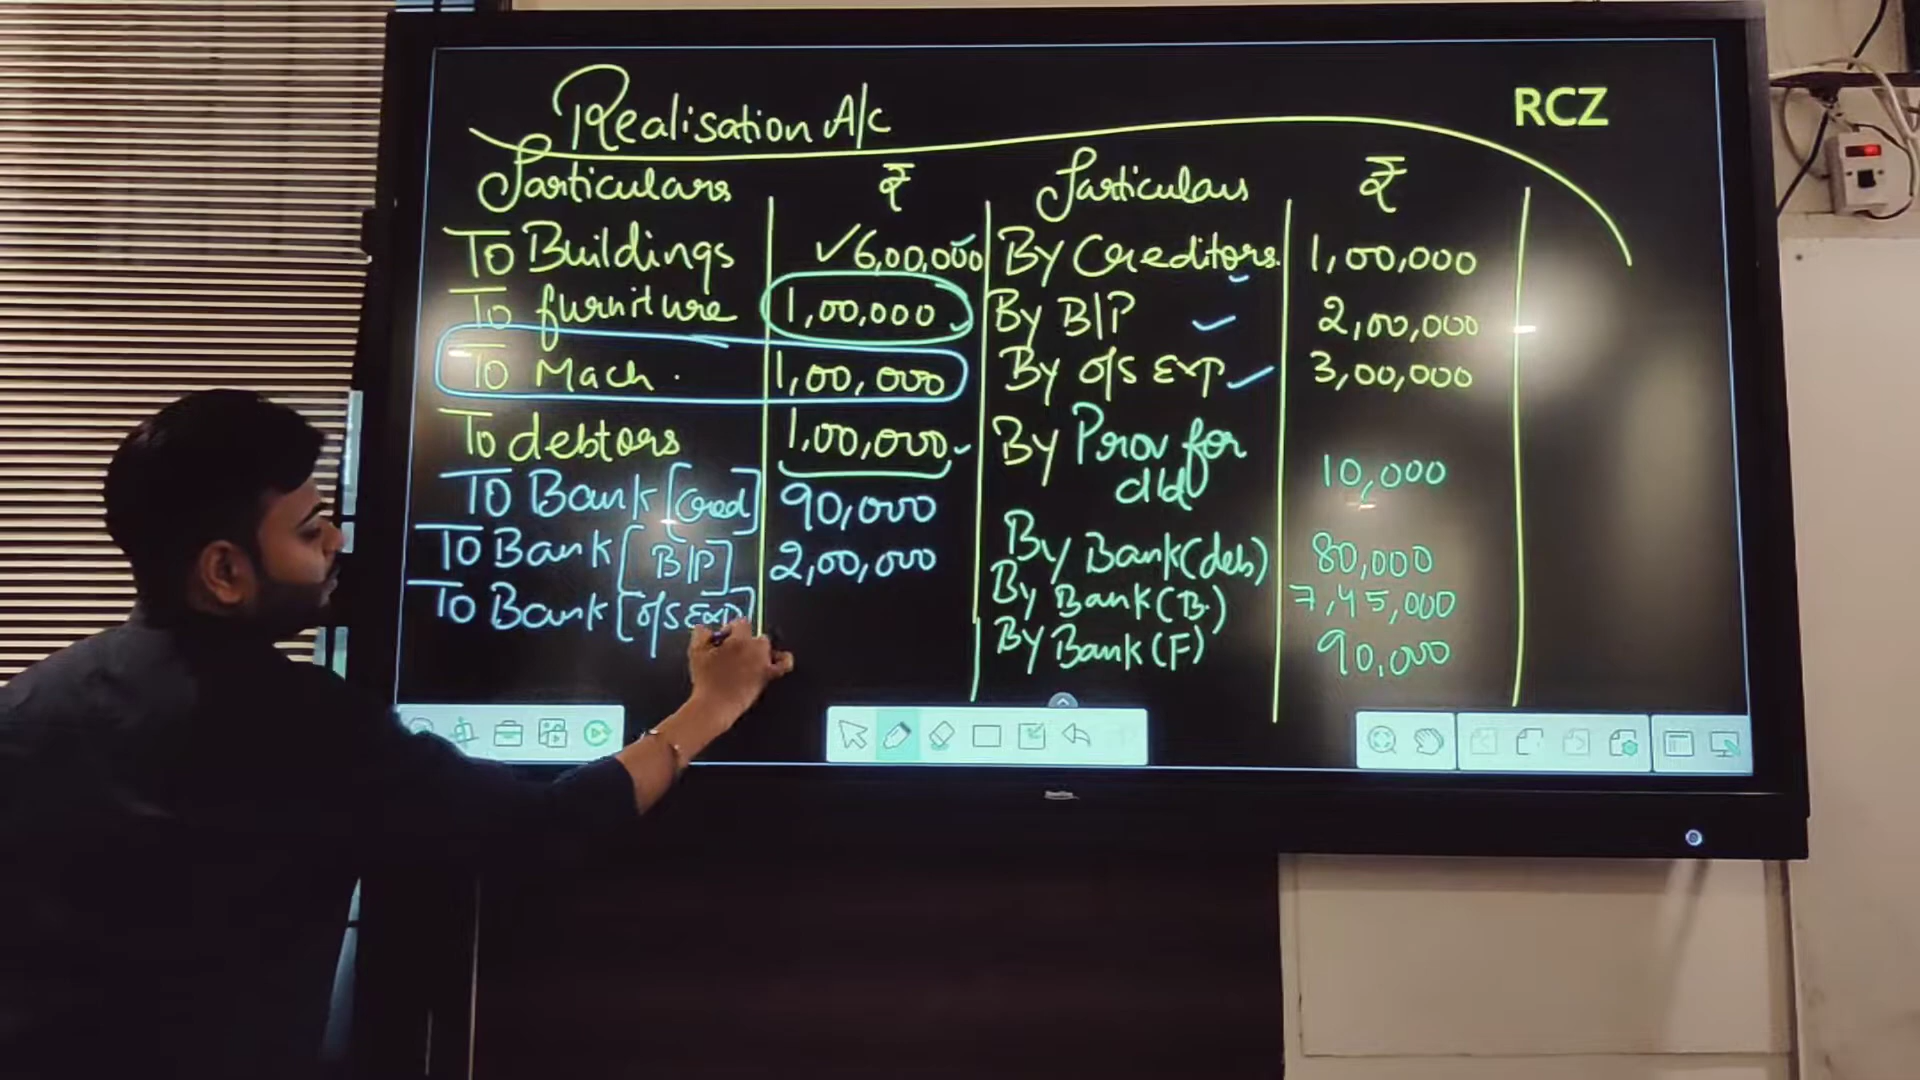 Realisation A/c
RCZ
Particulars ₹ Particulars ₹
To Buildings ✓6,00,000 By Creditors. 1,00,000
To furniture 1,00,000 By B/P 2,00,000
To Mach. 1,00,000 By o/s Exp 3,00,000
To debtors 1,00,000 By Prov for d/d 10,000
To Bank [Cred] 90,000 By Bank (deb) 80,000
To Bank [B/P] 2,00,000 By Bank (B.) 7,45,000
To Bank [o/s Exp] By Bank (F) 90,000